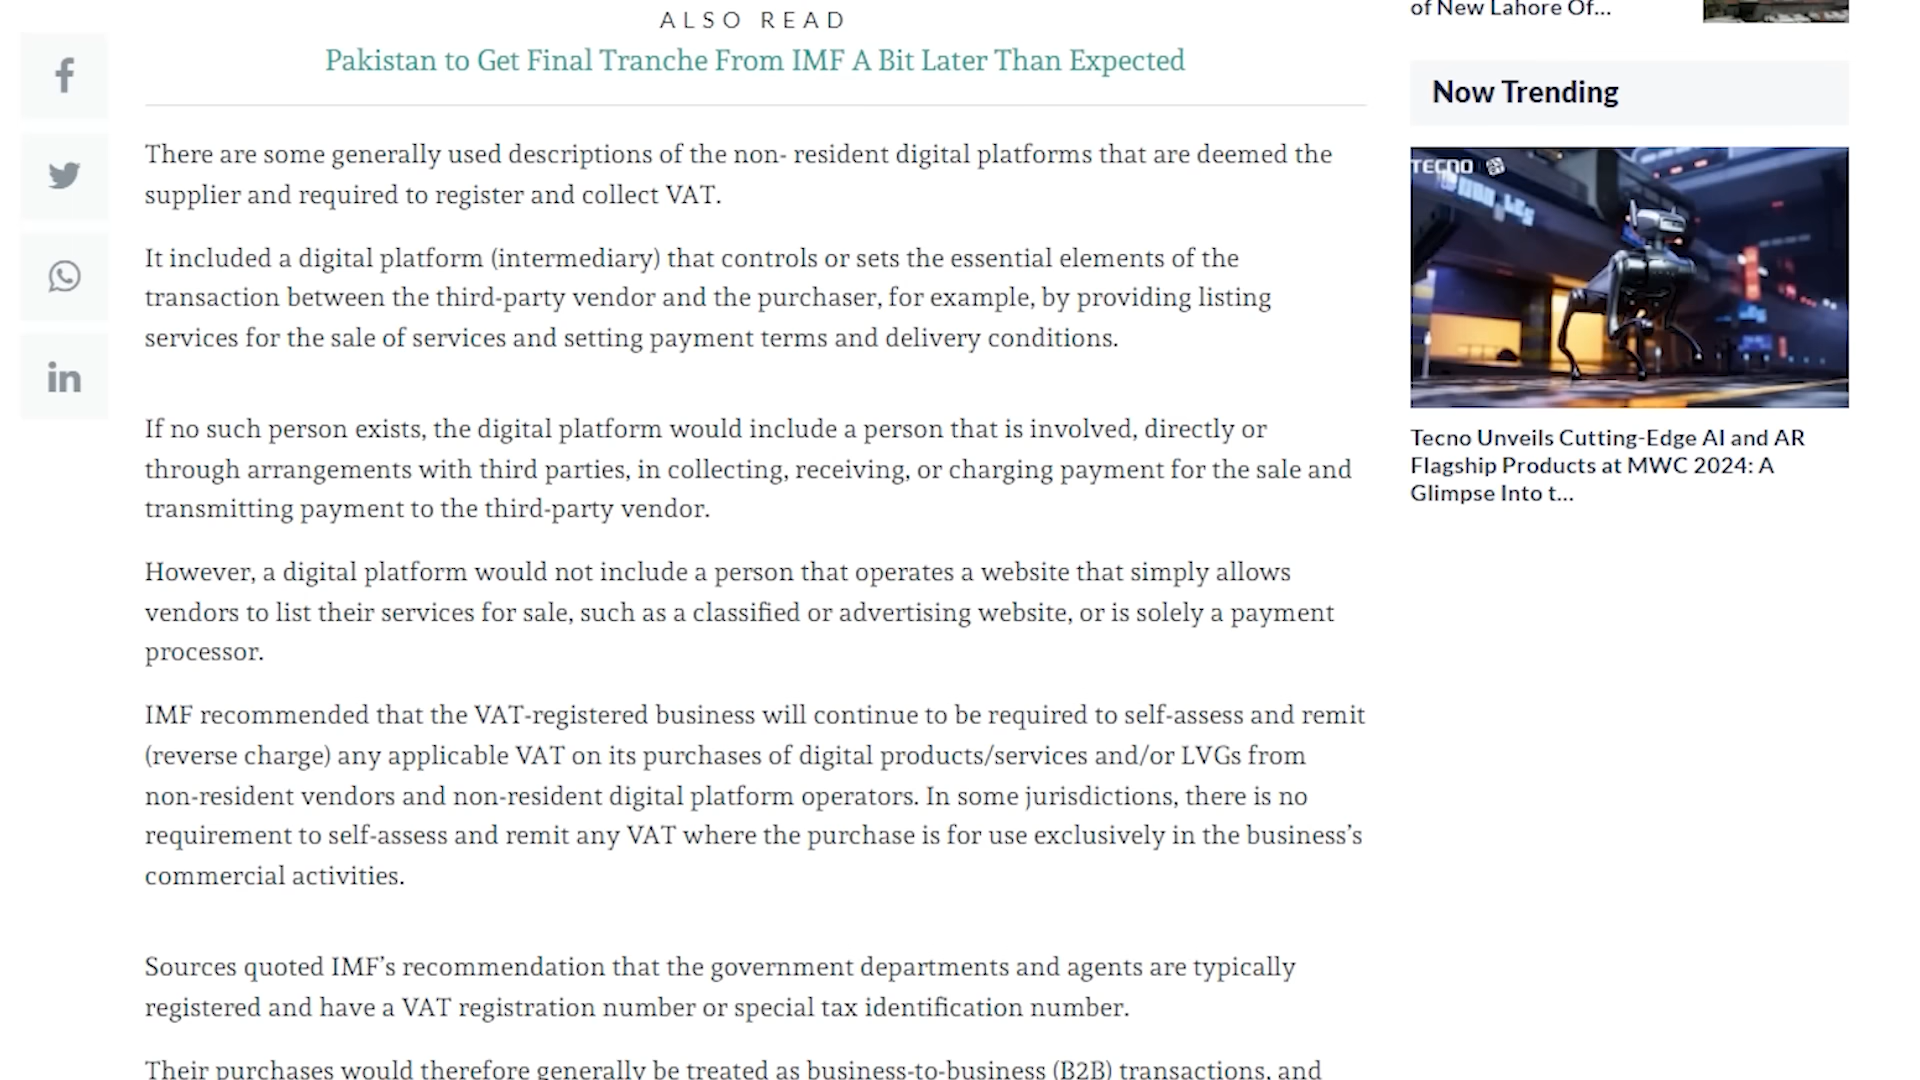 ALSO READ
Pakistan to Get Final Tranche From IMF A Bit Later Than Expected
There are some generally used descriptions of the non- resident digital platforms that are deemed the
supplier and required to register and collect VAT.
It included a digital platform (intermediary) that controls or sets the essential elements of the
transaction between the third-party vendor and the purchaser, for example, by providing listing
services for the sale of services and setting payment terms and delivery conditions.
If no such person exists, the digital platform would include a person that is involved, directly or
through arrangements with third parties, in collecting, receiving, or charging payment for the sale and
transmitting payment to the third-party vendor.
However, a digital platform would not include a person that operates a website that simply allows
vendors to list their services for sale, such as a classified or advertising website, or is solely a payment
processor.
IMF recommended that the VAT-registered business will continue to be required to self-assess and remit
(reverse charge) any applicable VAT on its purchases of digital products/services and/or LVGs from
non-resident vendors and non-resident digital platform operators. In some jurisdictions, there is no
requirement to self-assess and remit any VAT where the purchase is for use exclusively in the business’s
commercial activities.
Sources quoted IMF’s recommendation that the government departments and agents are typically
registered and have a VAT registration number or special tax identification number.
Their purchases would therefore generally be treated as business-to-business (B2B) transactions, and
of New Lahore Of...
Now Trending
TECNO
Tecno Unveils Cutting-Edge AI and AR
Flagship Products at MWC 2024: A
Glimpse Into t...